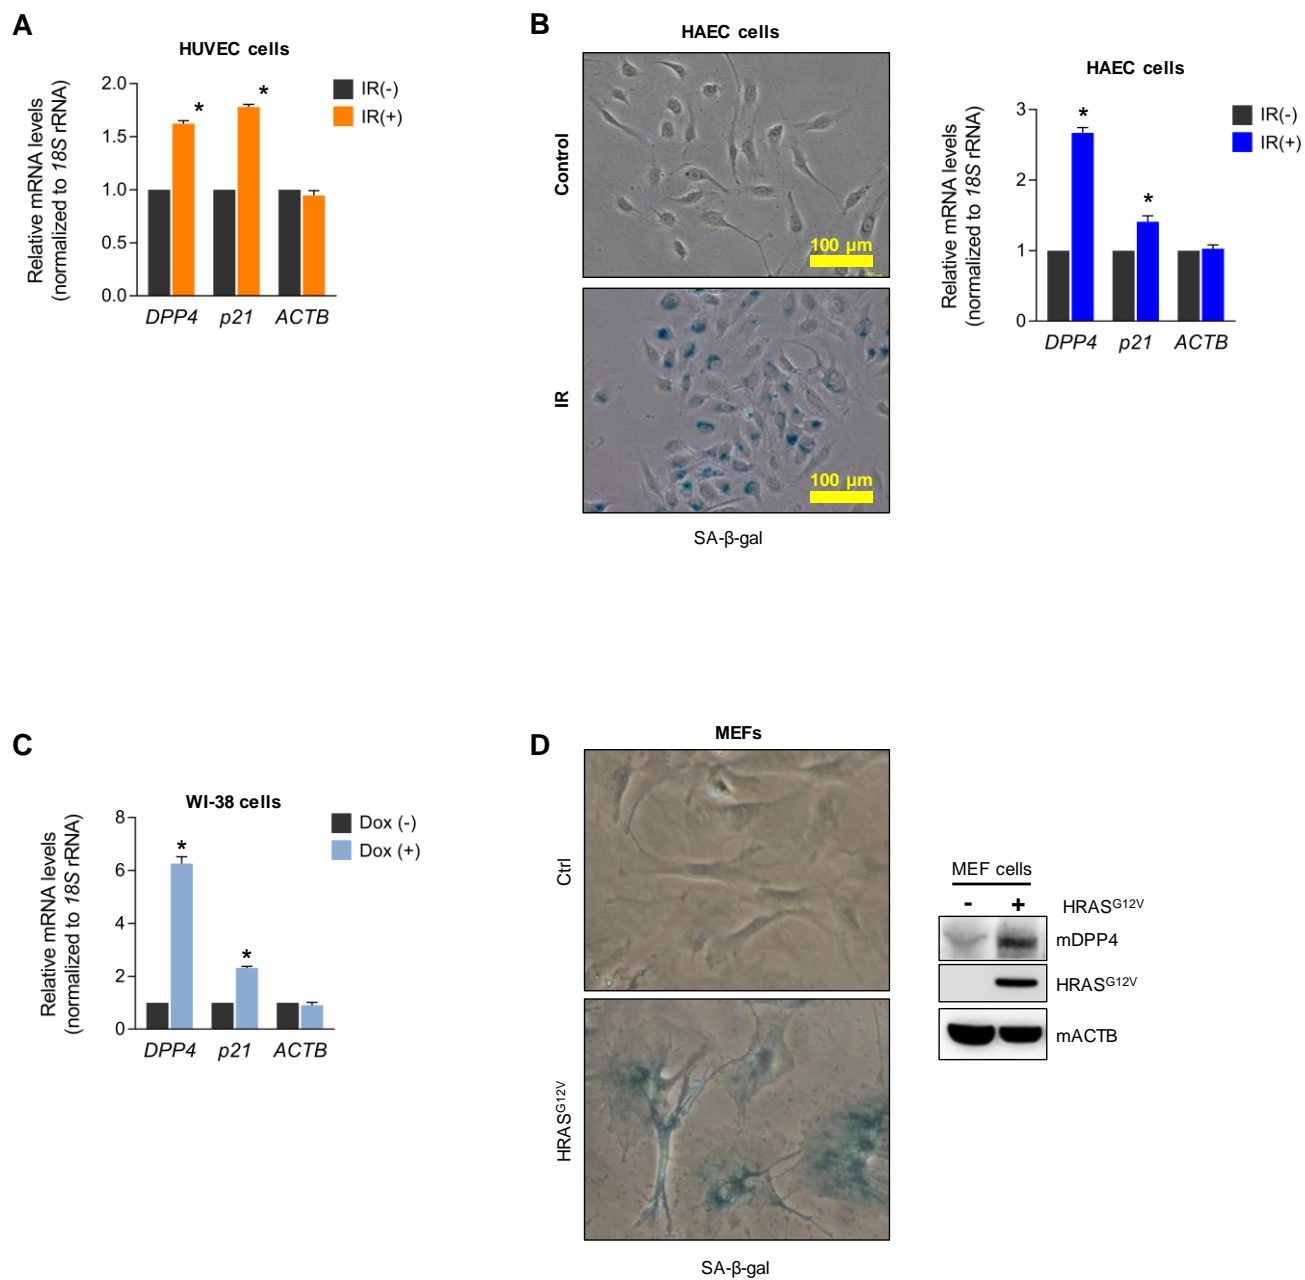 A
HUVEC cells
Relative mRNA levels
(normalized to 18S rRNA)
2.0
1.5
1.0
0.5
0.0
* *
DPP4 p21 ACTB
IR(-)
IR(+)
B
HAEC cells
Control
100 µm
IR
100 µm
SA-β-gal
HAEC cells
Relative mRNA levels
(normalized to 18S rRNA)
3
2
1
0
*
*
DPP4 p21 ACTB
IR(-)
IR(+)
C
WI-38 cells
Relative mRNA levels
(normalized to 18S rRNA)
8
6
4
2
0
*
*
DPP4 p21 ACTB
Dox (-)
Dox (+)
D
MEFs
Ctrl
HRASG12V
SA-β-gal
MEF cells
- + HRASG12V
mDPP4
HRASG12V
mACTB